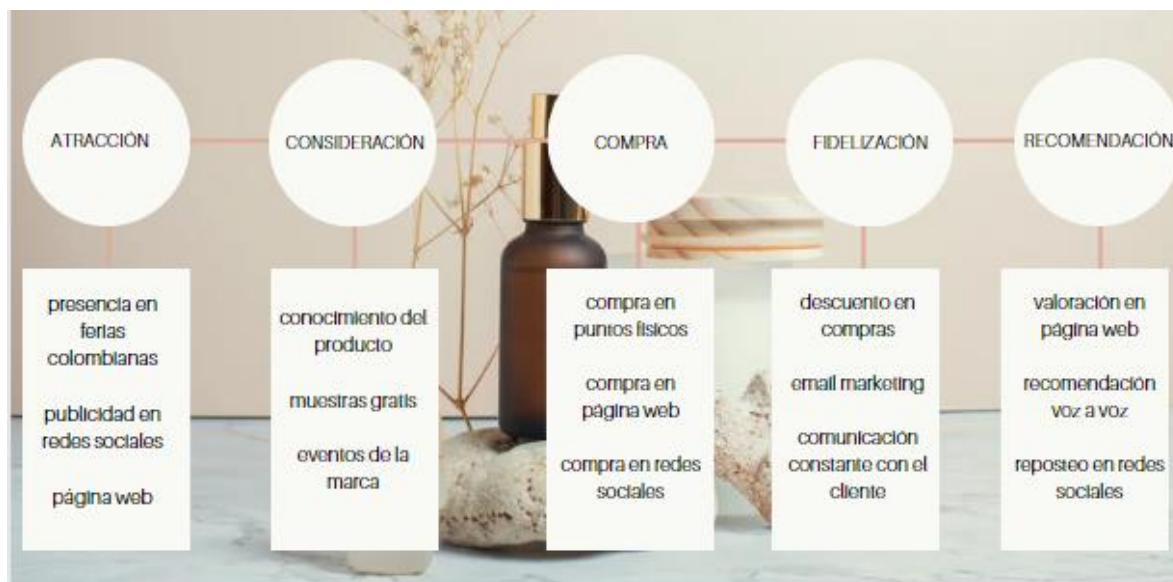 ATRACCIÓN
CONSIDERACIÓN
COMPRA
FIDELIZACIÓN
RECOMENDACIÓN
presencia en
ferias
colombianas
publicidad en
redes sociales
página web
conocimiento del
producto
muestras gratis
eventos de la
marca
compra en
puntos físicos
compra en
página web
compra en redes
sociales
descuento en
compras
email marketing
comunicación
constante con el
cliente
valoración en
página web
recomendación
voz a voz
reposteo en redes
sociales